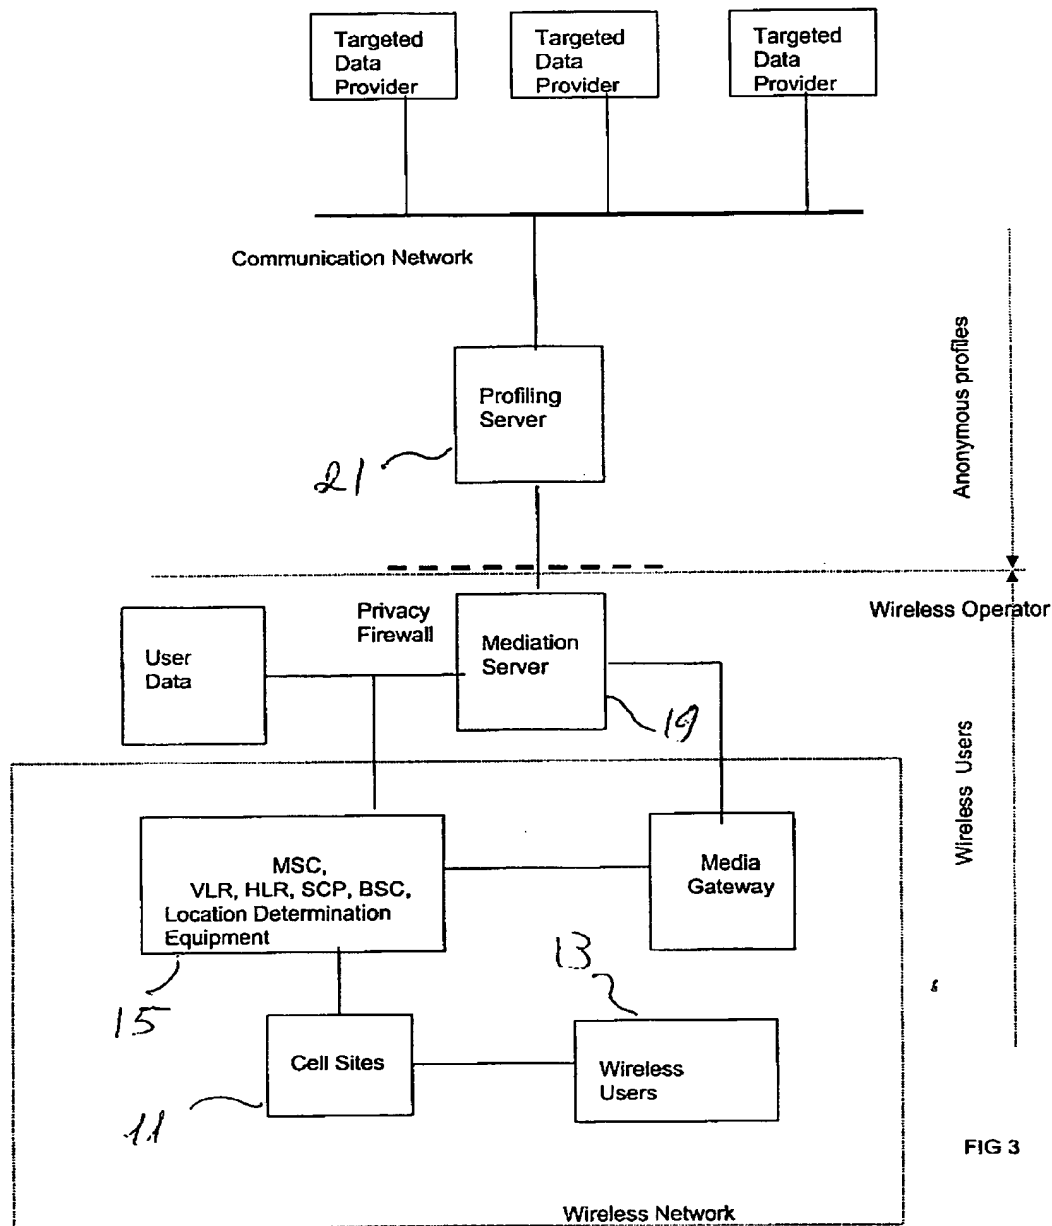 Targeted
Data
Provider
Targeted
Data
Provider
Targeted
Data
Provider
Communication Network
Anonymous profiles
Profiling
Server
21
Privacy
Firewall
Wireless Operator
User
Data
Mediation
Server
19
Wireless Users
MSC,
VLR, HLR, SCP, BSC,
Location Determination
Equipment
Media
Gateway
13
15
Cell Sites
Wireless
Users
11
FIG 3
Wireless Network